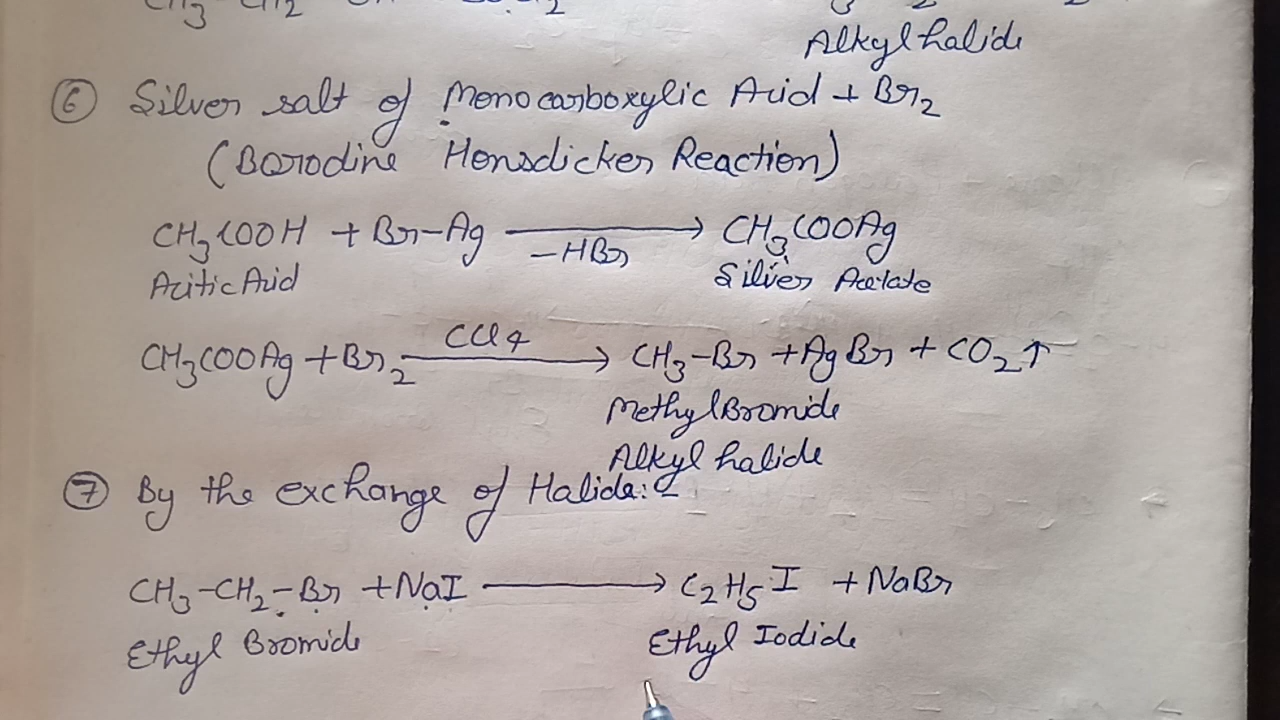 Alkyl halide
⑥ Silver salt of Monocarboxylic Acid + Br2
(Borodine Honsdicker Reaction)
CH3COOH + Br-Ag -HBr → CH3COOAg
Acitic Acid Silver Acetate
CH3COOAg + Br2 CCl4 → CH3-Br + AgBr + CO2↑
Methyl Bromide
Alkyl halide
⑦ By the exchange of Halide:-
CH3-CH2-Br + NaI → C2H5I + NaBr
Ethyl Bromide Ethyl Iodide